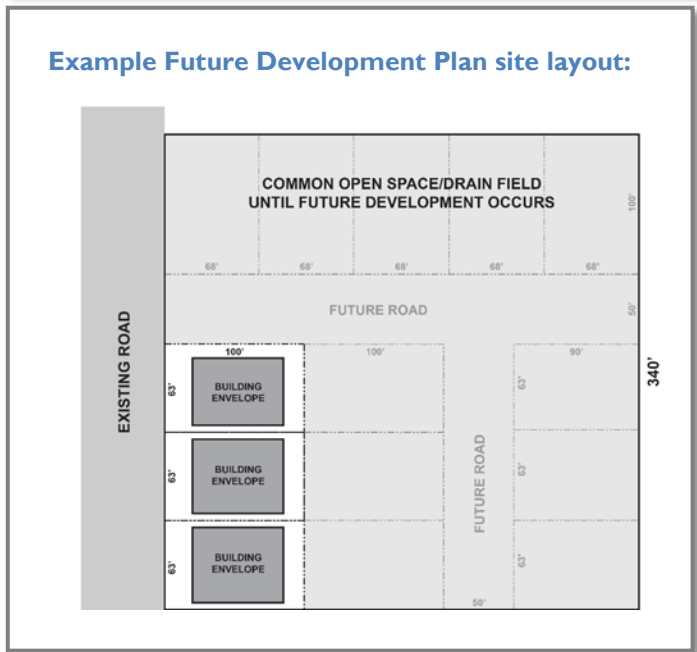 Example Future Development Plan site layout:
COMMON OPEN SPACE/DRAIN FIELD
UNTIL FUTURE DEVELOPMENT OCCURS
100'
68'
68'
68'
68'
68'
FUTURE ROAD
50'
EXISTING ROAD
340'
100'
100'
90'
63'
BUILDING
ENVELOPE
63'
63'
BUILDING
ENVELOPE
FUTURE ROAD
63'
63'
BUILDING
ENVELOPE
63'
50'